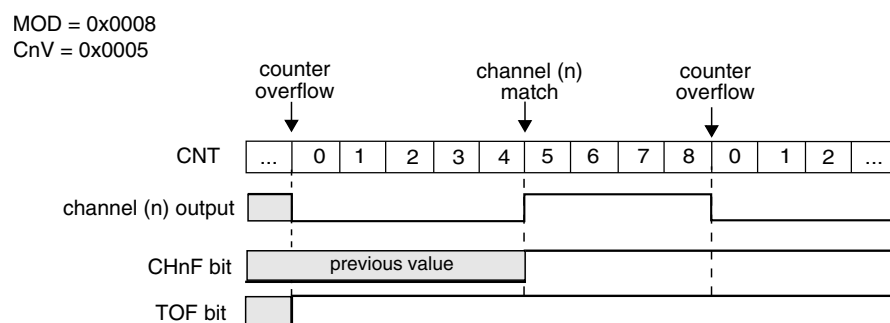 MOD = 0x0008
CnV = 0x0005
counter overflow
channel (n) match
counter overflow
CNT ... 0 1 2 3 4 5 6 7 8 0 1 2 ...
channel (n) output
CHnF bit previous value
TOF bit